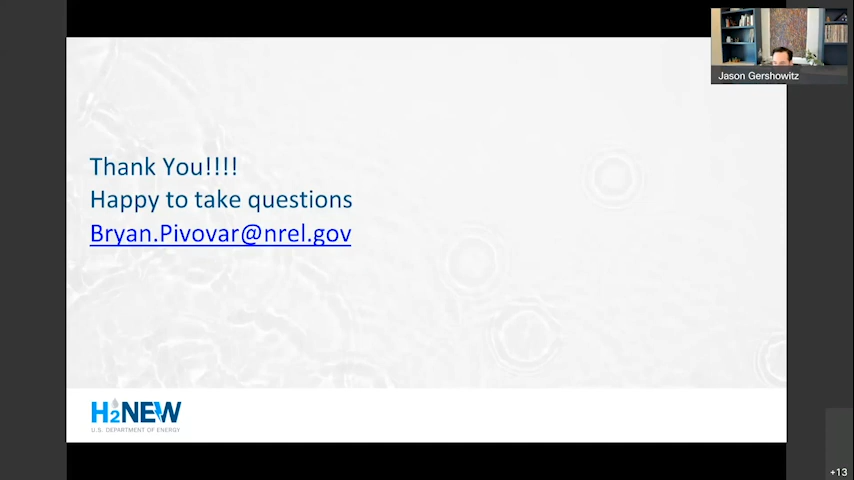 Jason Gershowitz
Thank You!!!!
Happy to take questions
Bryan.Pivovar@nrel.gov
H2NEW
U.S. DEPARTMENT OF ENERGY
+13